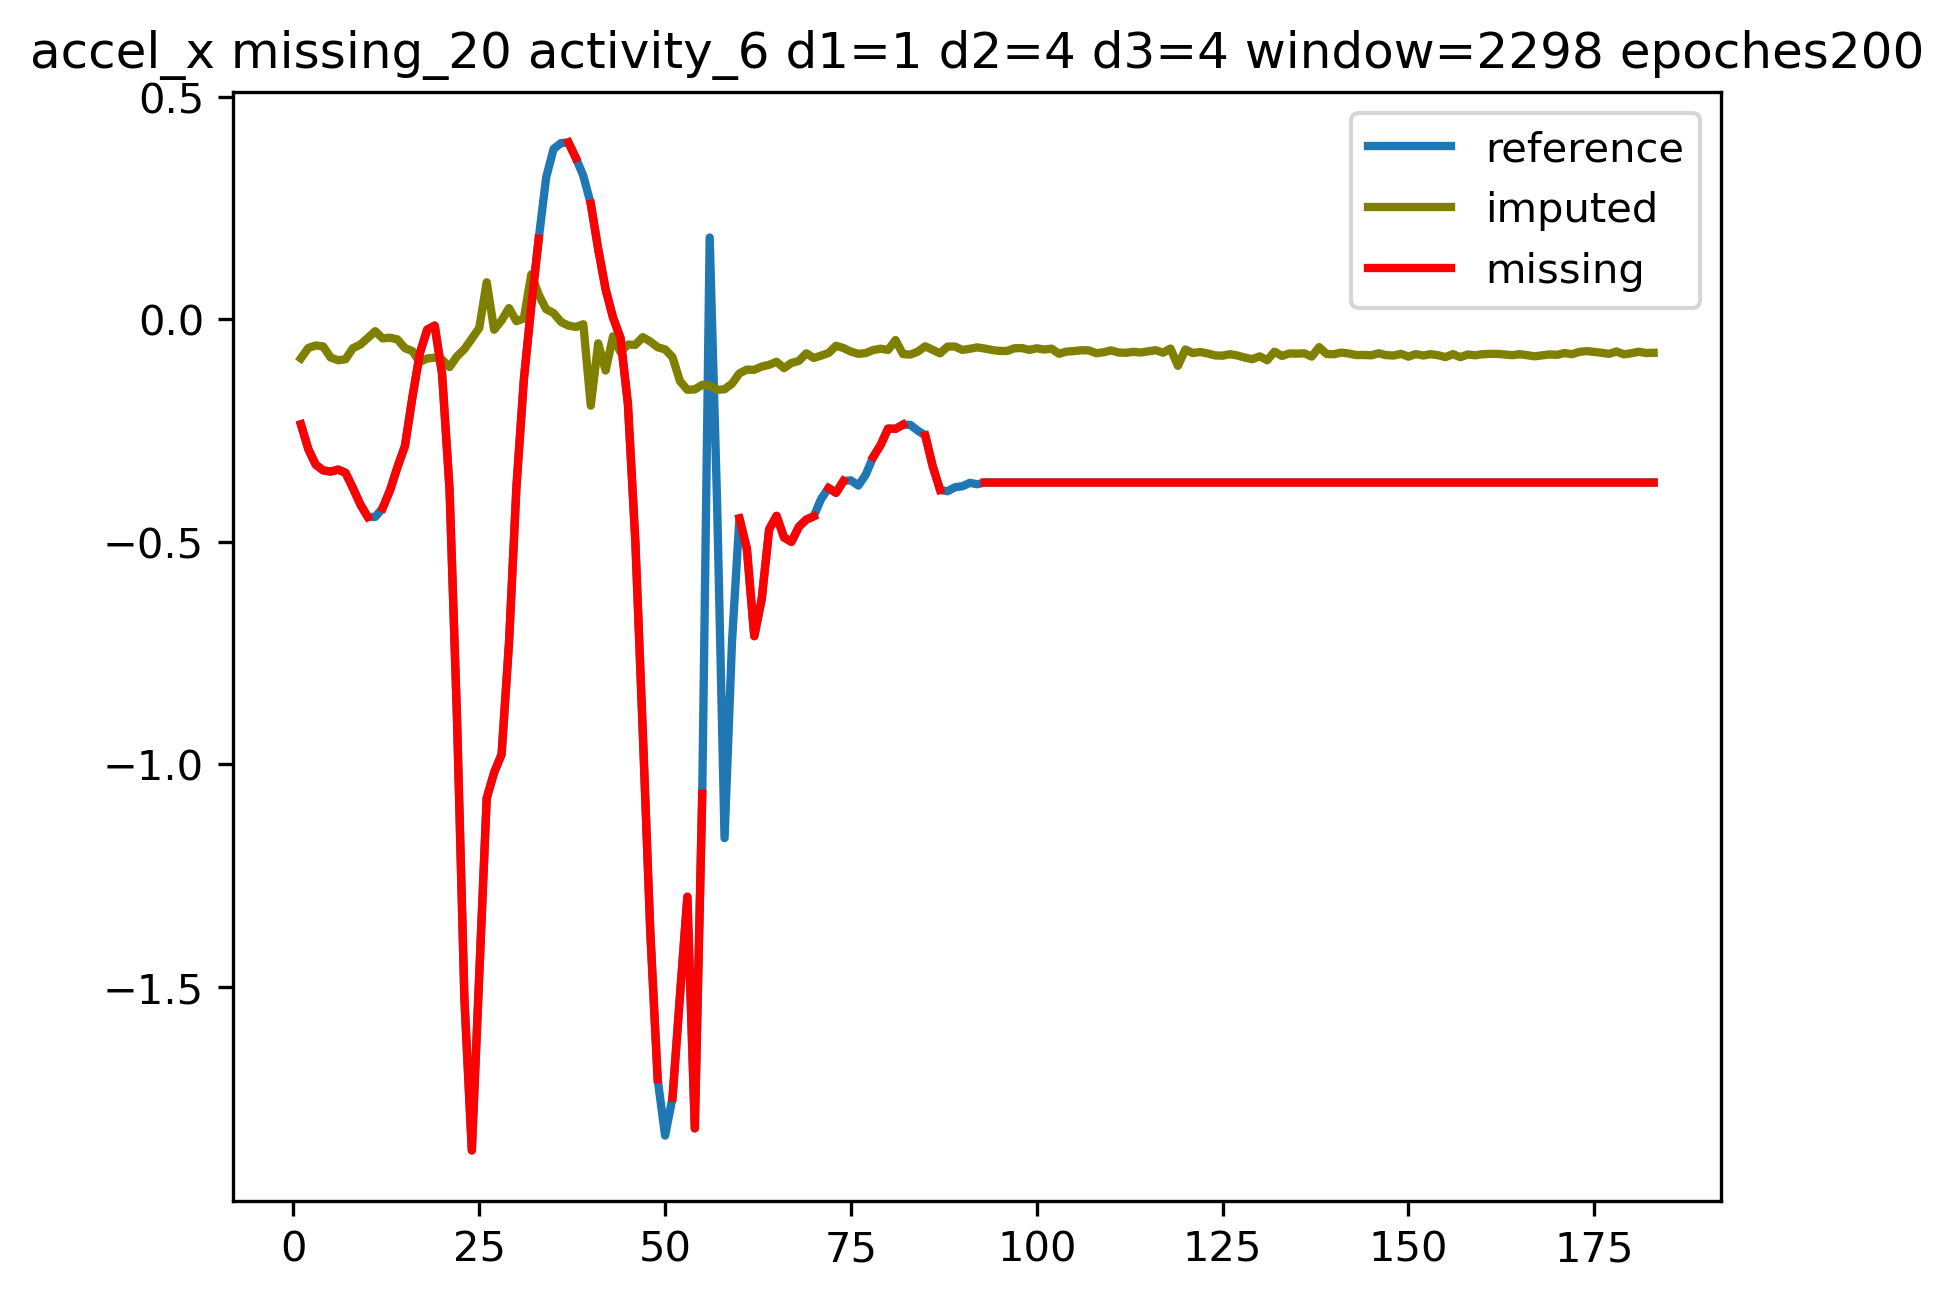 accel_x missing_20 activity_6 d1=1 d2=4 d3=4 window=2298 epoches200
0.5
0.0
−0.5
−1.0
−1.5
reference
imputed
missing
0 25 50 75 100 125 150 175